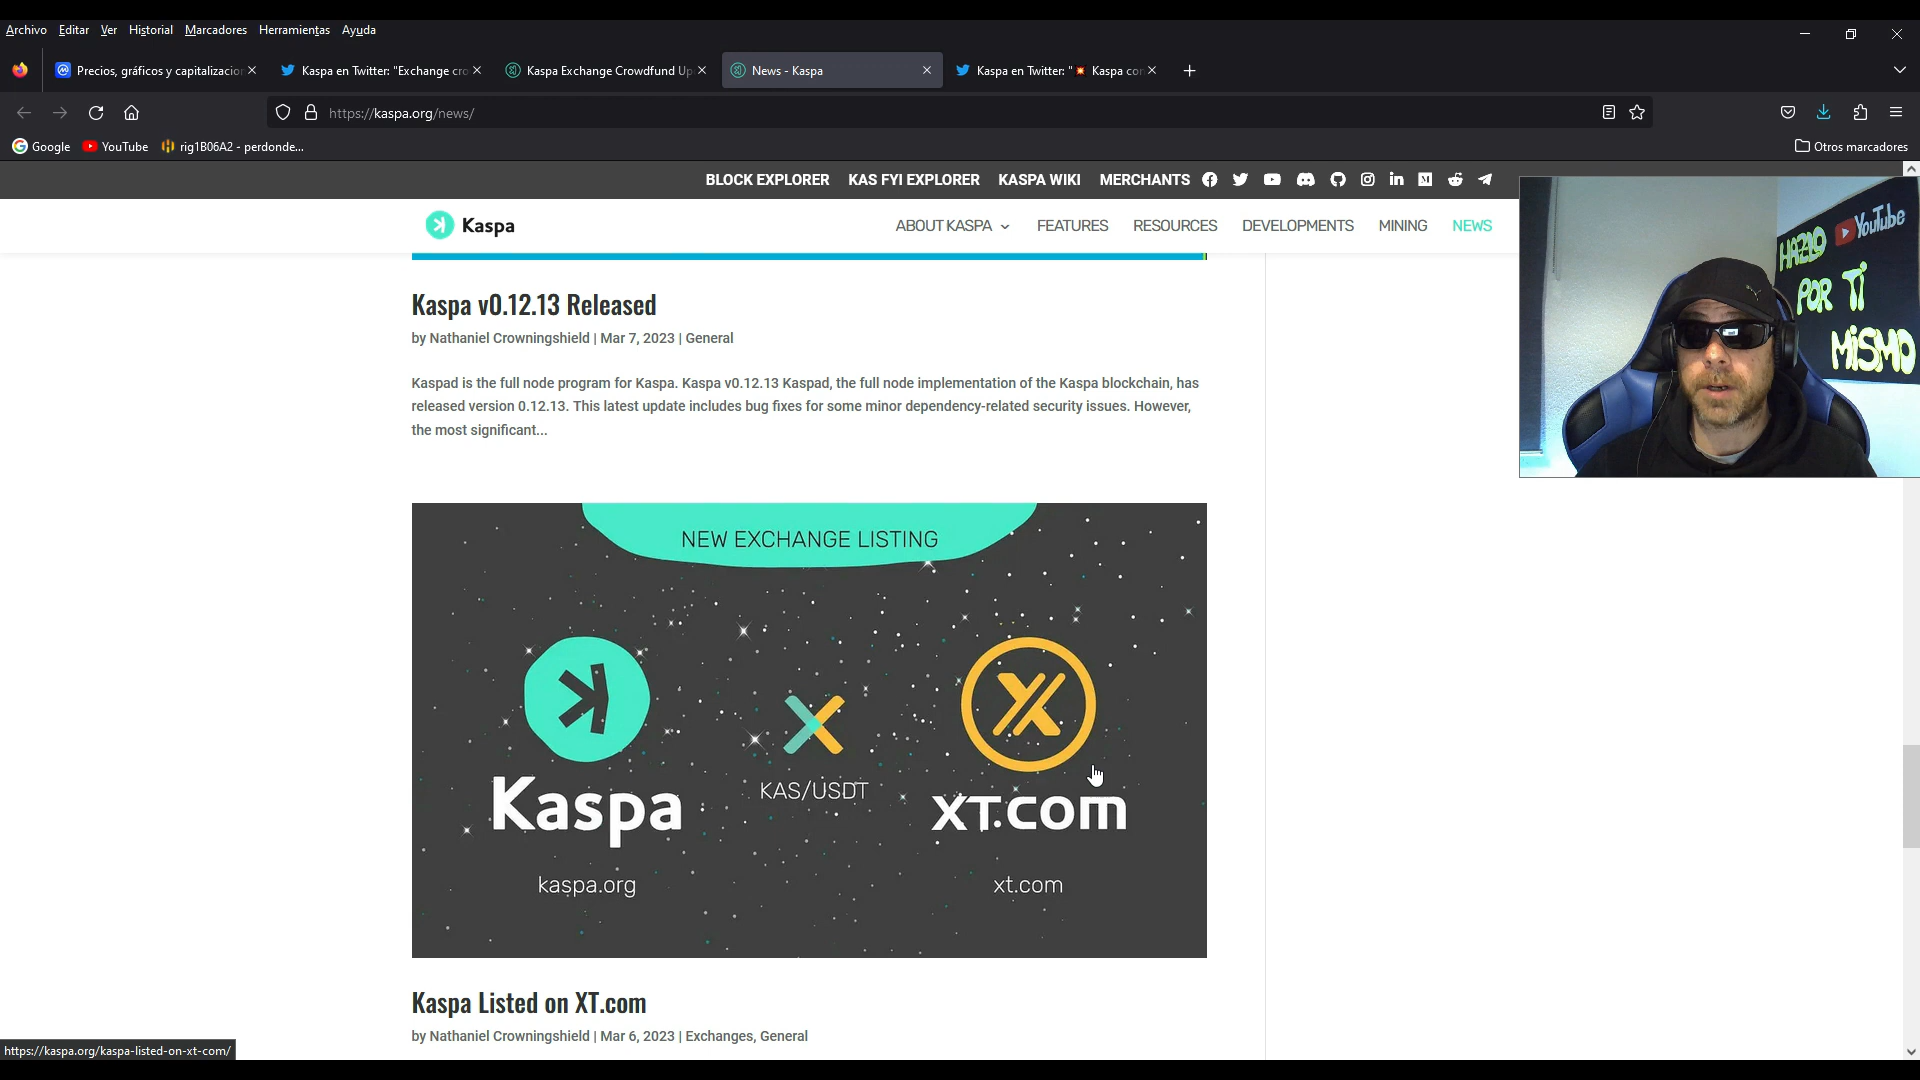 Archivo Editar Ver Historial Marcadores Herramientas Ayuda
Precios, gráficos y capitalizacio
Kaspa en Twitter: "Exchange cro
Kaspa Exchange Crowdfund Up
News - Kaspa
Kaspa en Twitter: "💥 Kaspa con
https://kaspa.org/news/
Google YouTube rig1B06A2 - perdonde... Otros marcadores
BLOCK EXPLORER KAS FYI EXPLORER KASPA WIKI MERCHANTS
Kaspa ABOUT KASPA FEATURES RESOURCES DEVELOPMENTS MINING NEWS
YouTube
HAZLO
POR TI
MISMO
Kaspa v0.12.13 Released
by Nathaniel Crowningshield | Mar 7, 2023 | General
Kaspad is the full node program for Kaspa. Kaspa v0.12.13 Kaspad, the full node implementation of the Kaspa blockchain, has
released version 0.12.13. This latest update includes bug fixes for some minor dependency-related security issues. However,
the most significant...
NEW EXCHANGE LISTING
KAS/USDT
Kaspa XT.COM
kaspa.org xt.com
Kaspa Listed on XT.com
by Nathaniel Crowningshield | Mar 6, 2023 | Exchanges, General
https://kaspa.org/kaspa-listed-on-xt-com/